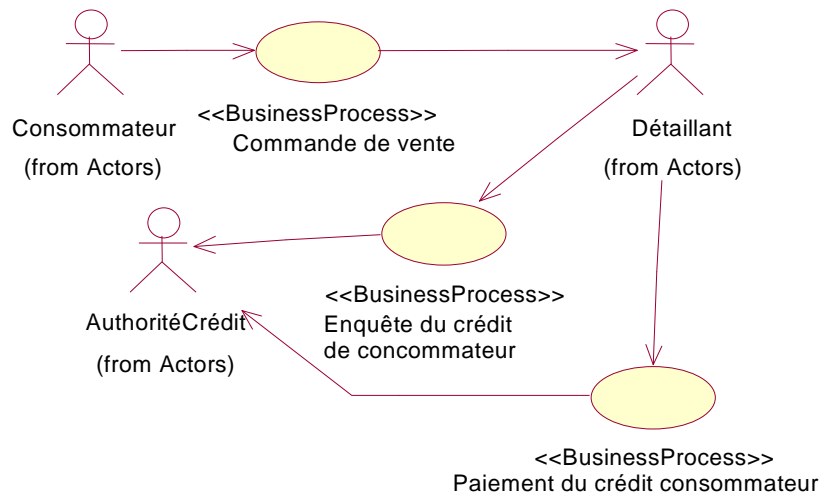 Consommateur
(from Actors)
<<BusinessProcess>>
Commande de vente
Détaillant
(from Actors)
AuthoritéCrédit
(from Actors)
<<BusinessProcess>>
Enquête du crédit
de concommateur
<<BusinessProcess>>
Paiement du crédit consommateur